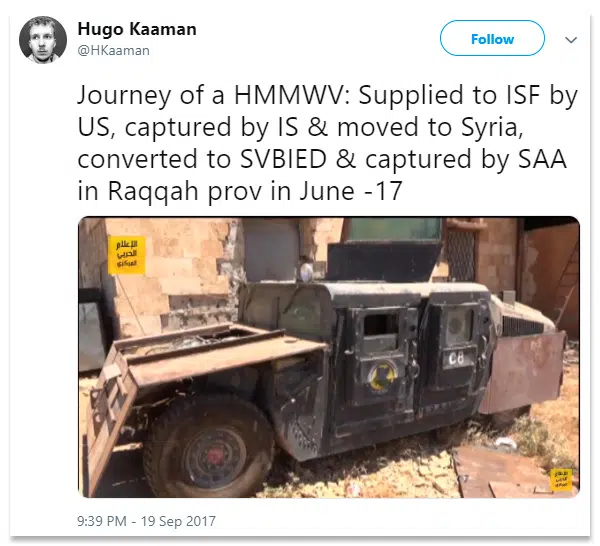 Hugo Kaaman
@HKaaman
Follow
Journey of a HMMWV: Supplied to ISF by
US, captured by IS & moved to Syria,
converted to SVBIED & captured by SAA
in Raqqah prov in June -17
الإعلام
الحربي
المركزي
C8
9:39 PM - 19 Sep 2017